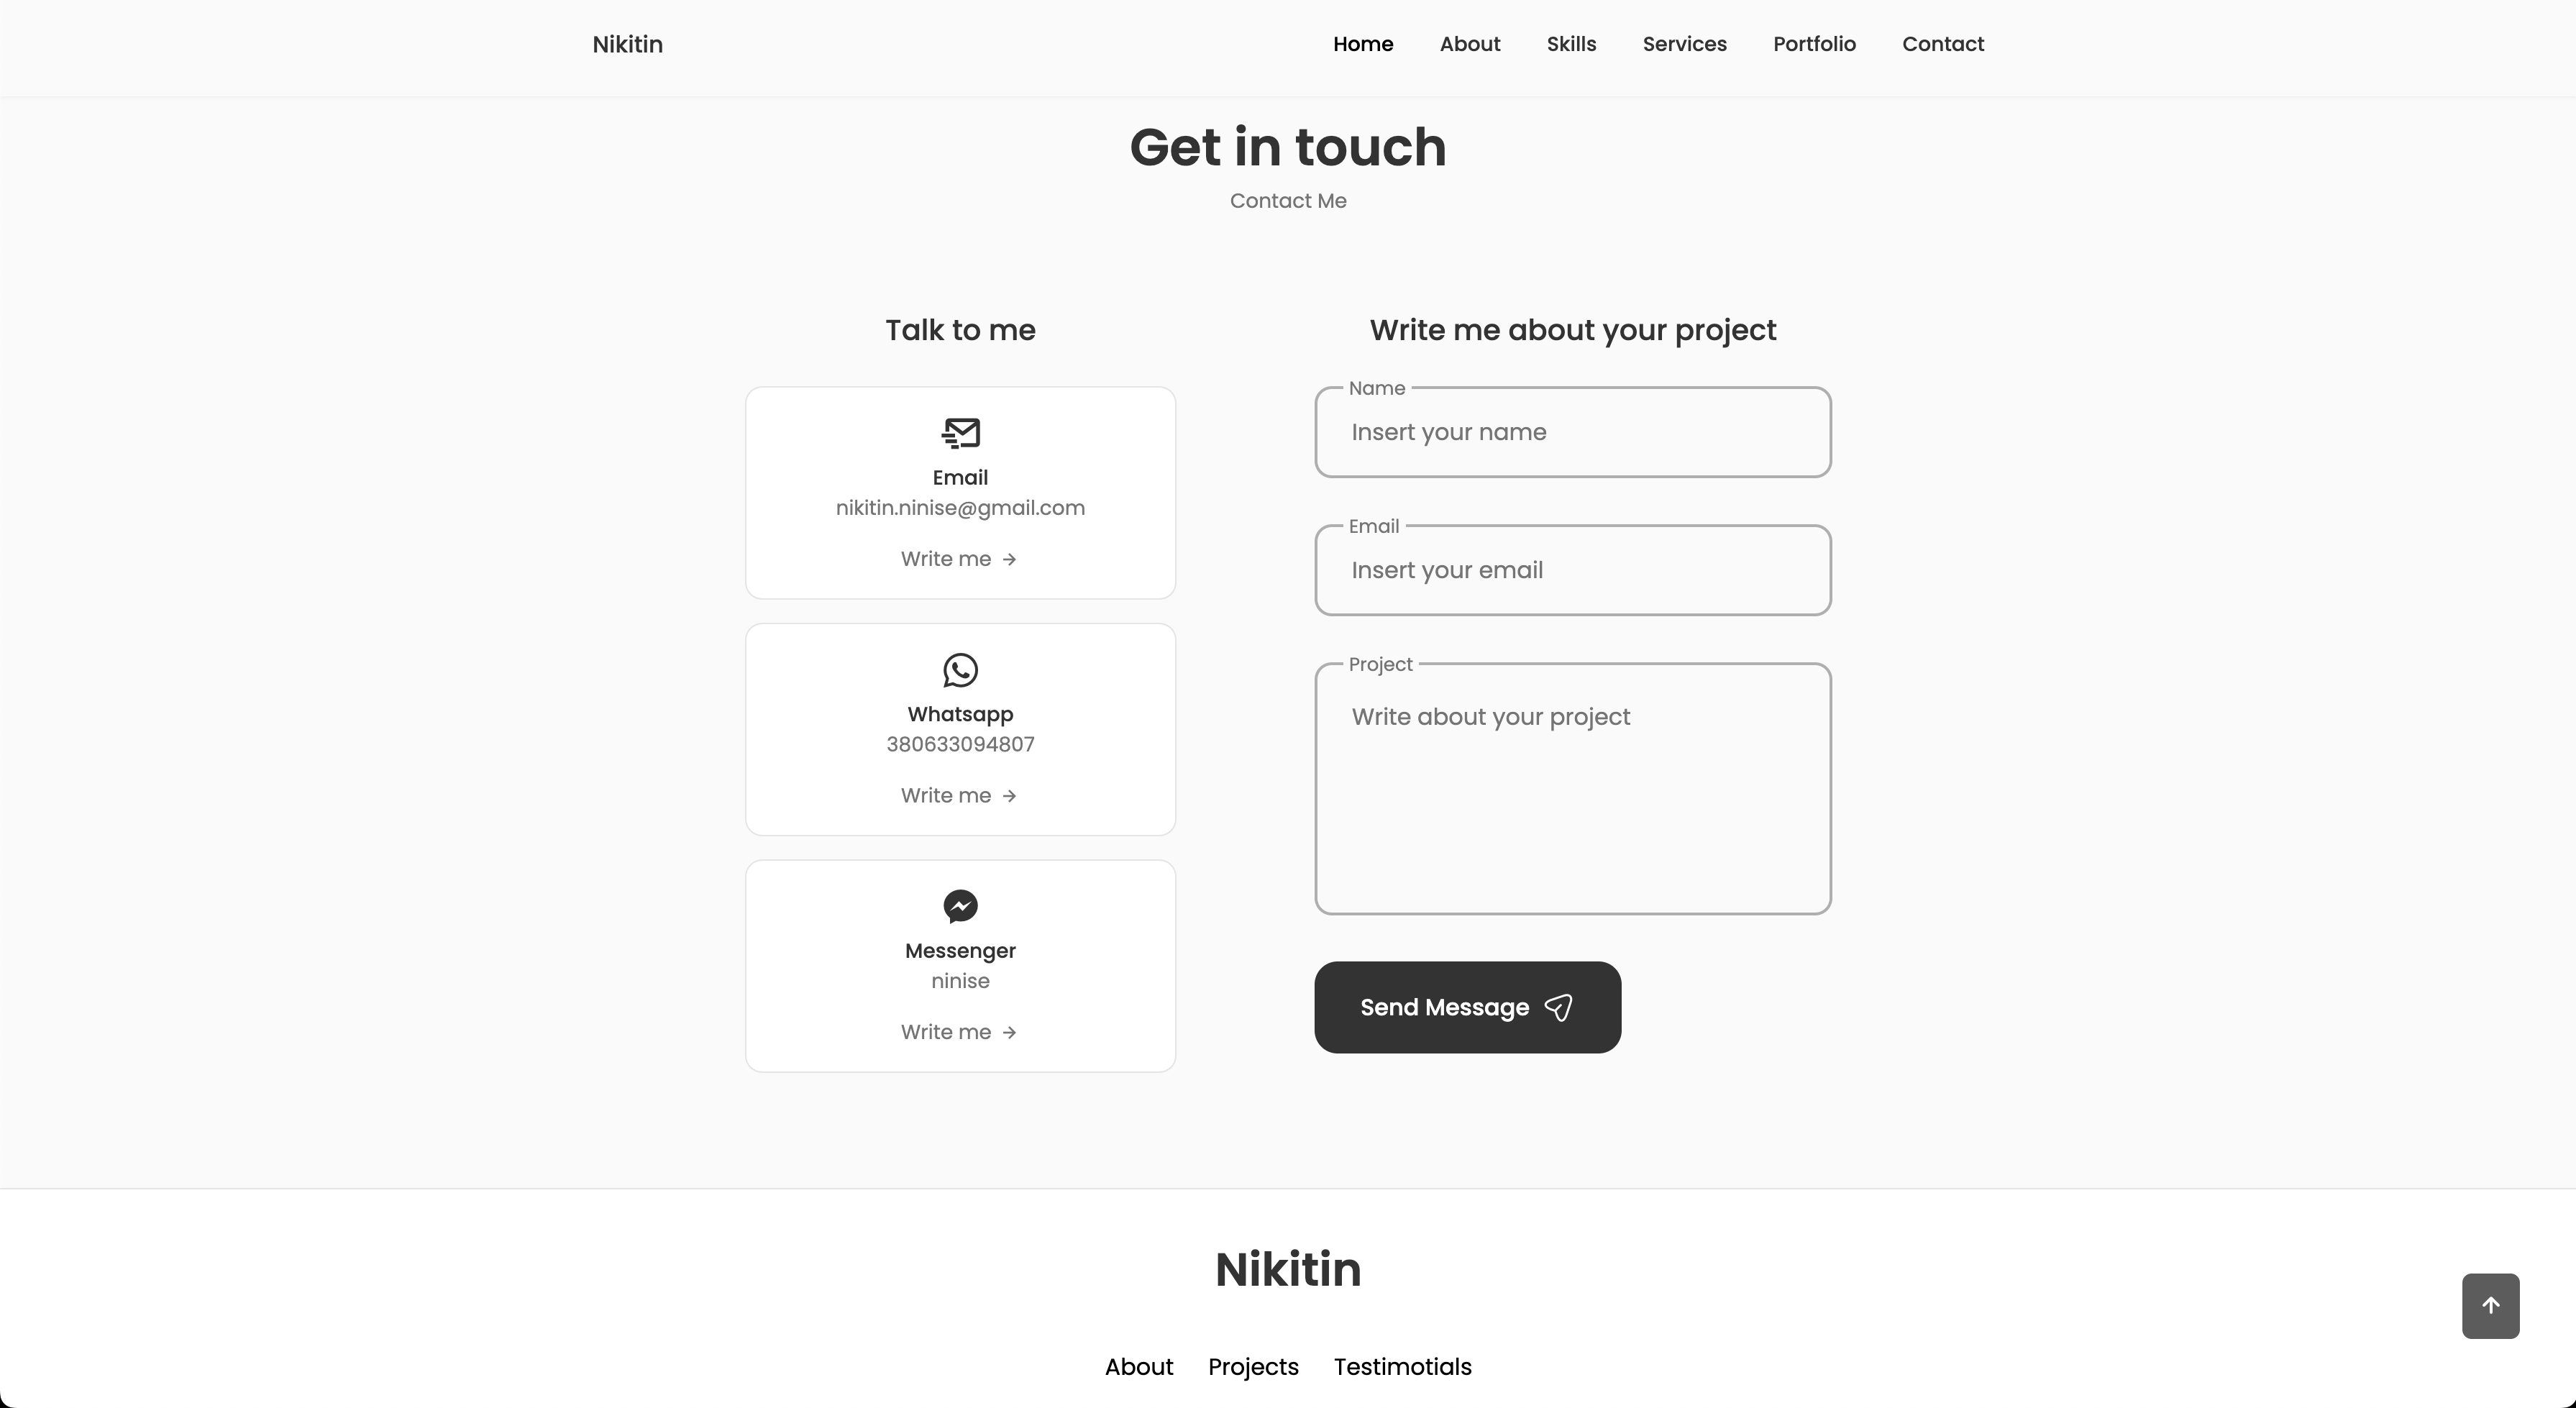 Nikitin
Home About Skills Services Portfolio Contact
Get in touch
Contact Me
Talk to me
Email
nikitin.ninise@gmail.com
Write me →
Whatsapp
380633094807
Write me →
Messenger
ninise
Write me →
Write me about your project
Name
Insert your name
Email
Insert your email
Project
Write about your project
Send Message
Nikitin
About Projects Testimotials